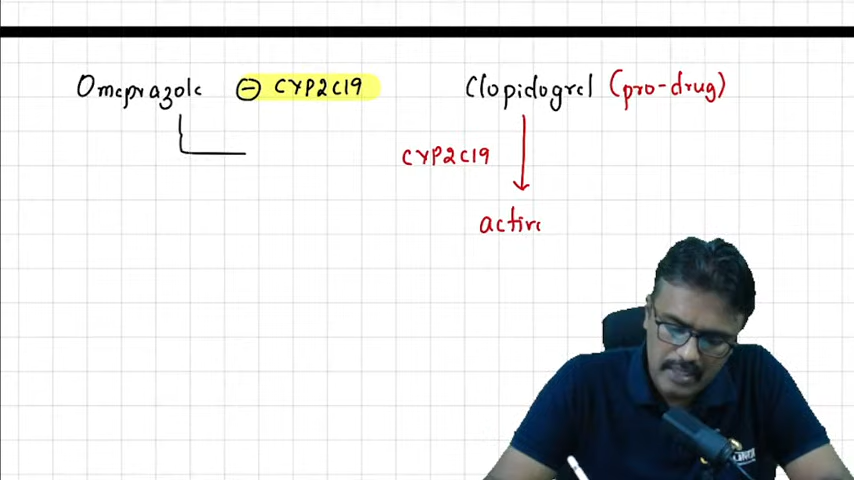 Omeprazole ⊖ CYP2C19
Clopidogrel (pro-drug)
CYP2C19
active